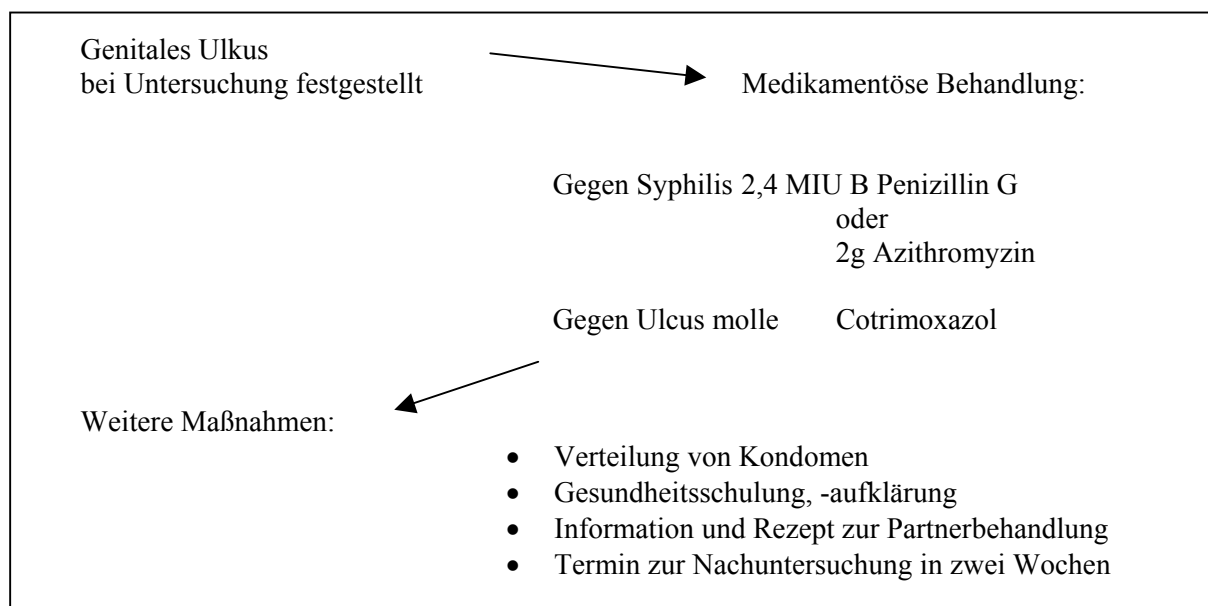 Genitales Ulkus
bei Untersuchung festgestellt
Medikamentöse Behandlung:
Gegen Syphilis 2,4 MIU B Penizillin G
oder
2g Azithromyzin
Gegen Ulcus molle Cotrimoxazol
Weitere Maßnahmen:
• Verteilung von Kondomen
• Gesundheitsschulung, -aufklärung
• Information und Rezept zur Partnerbehandlung
• Termin zur Nachuntersuchung in zwei Wochen